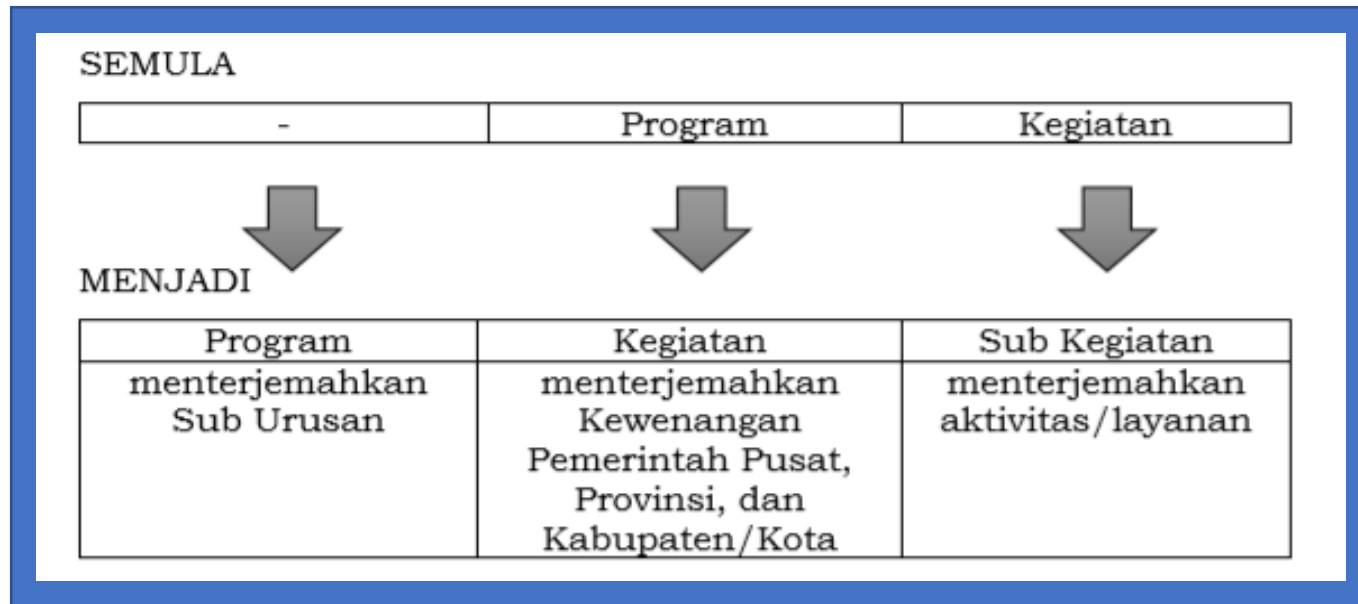 SEMULA
- Program Kegiatan
MENJADI
Program Kegiatan Sub Kegiatan
menterjemahkan
Sub Urusan
menterjemahkan
Kewenangan
Pemerintah Pusat,
Provinsi, dan
Kabupaten/Kota
menterjemahkan
aktivitas/layanan